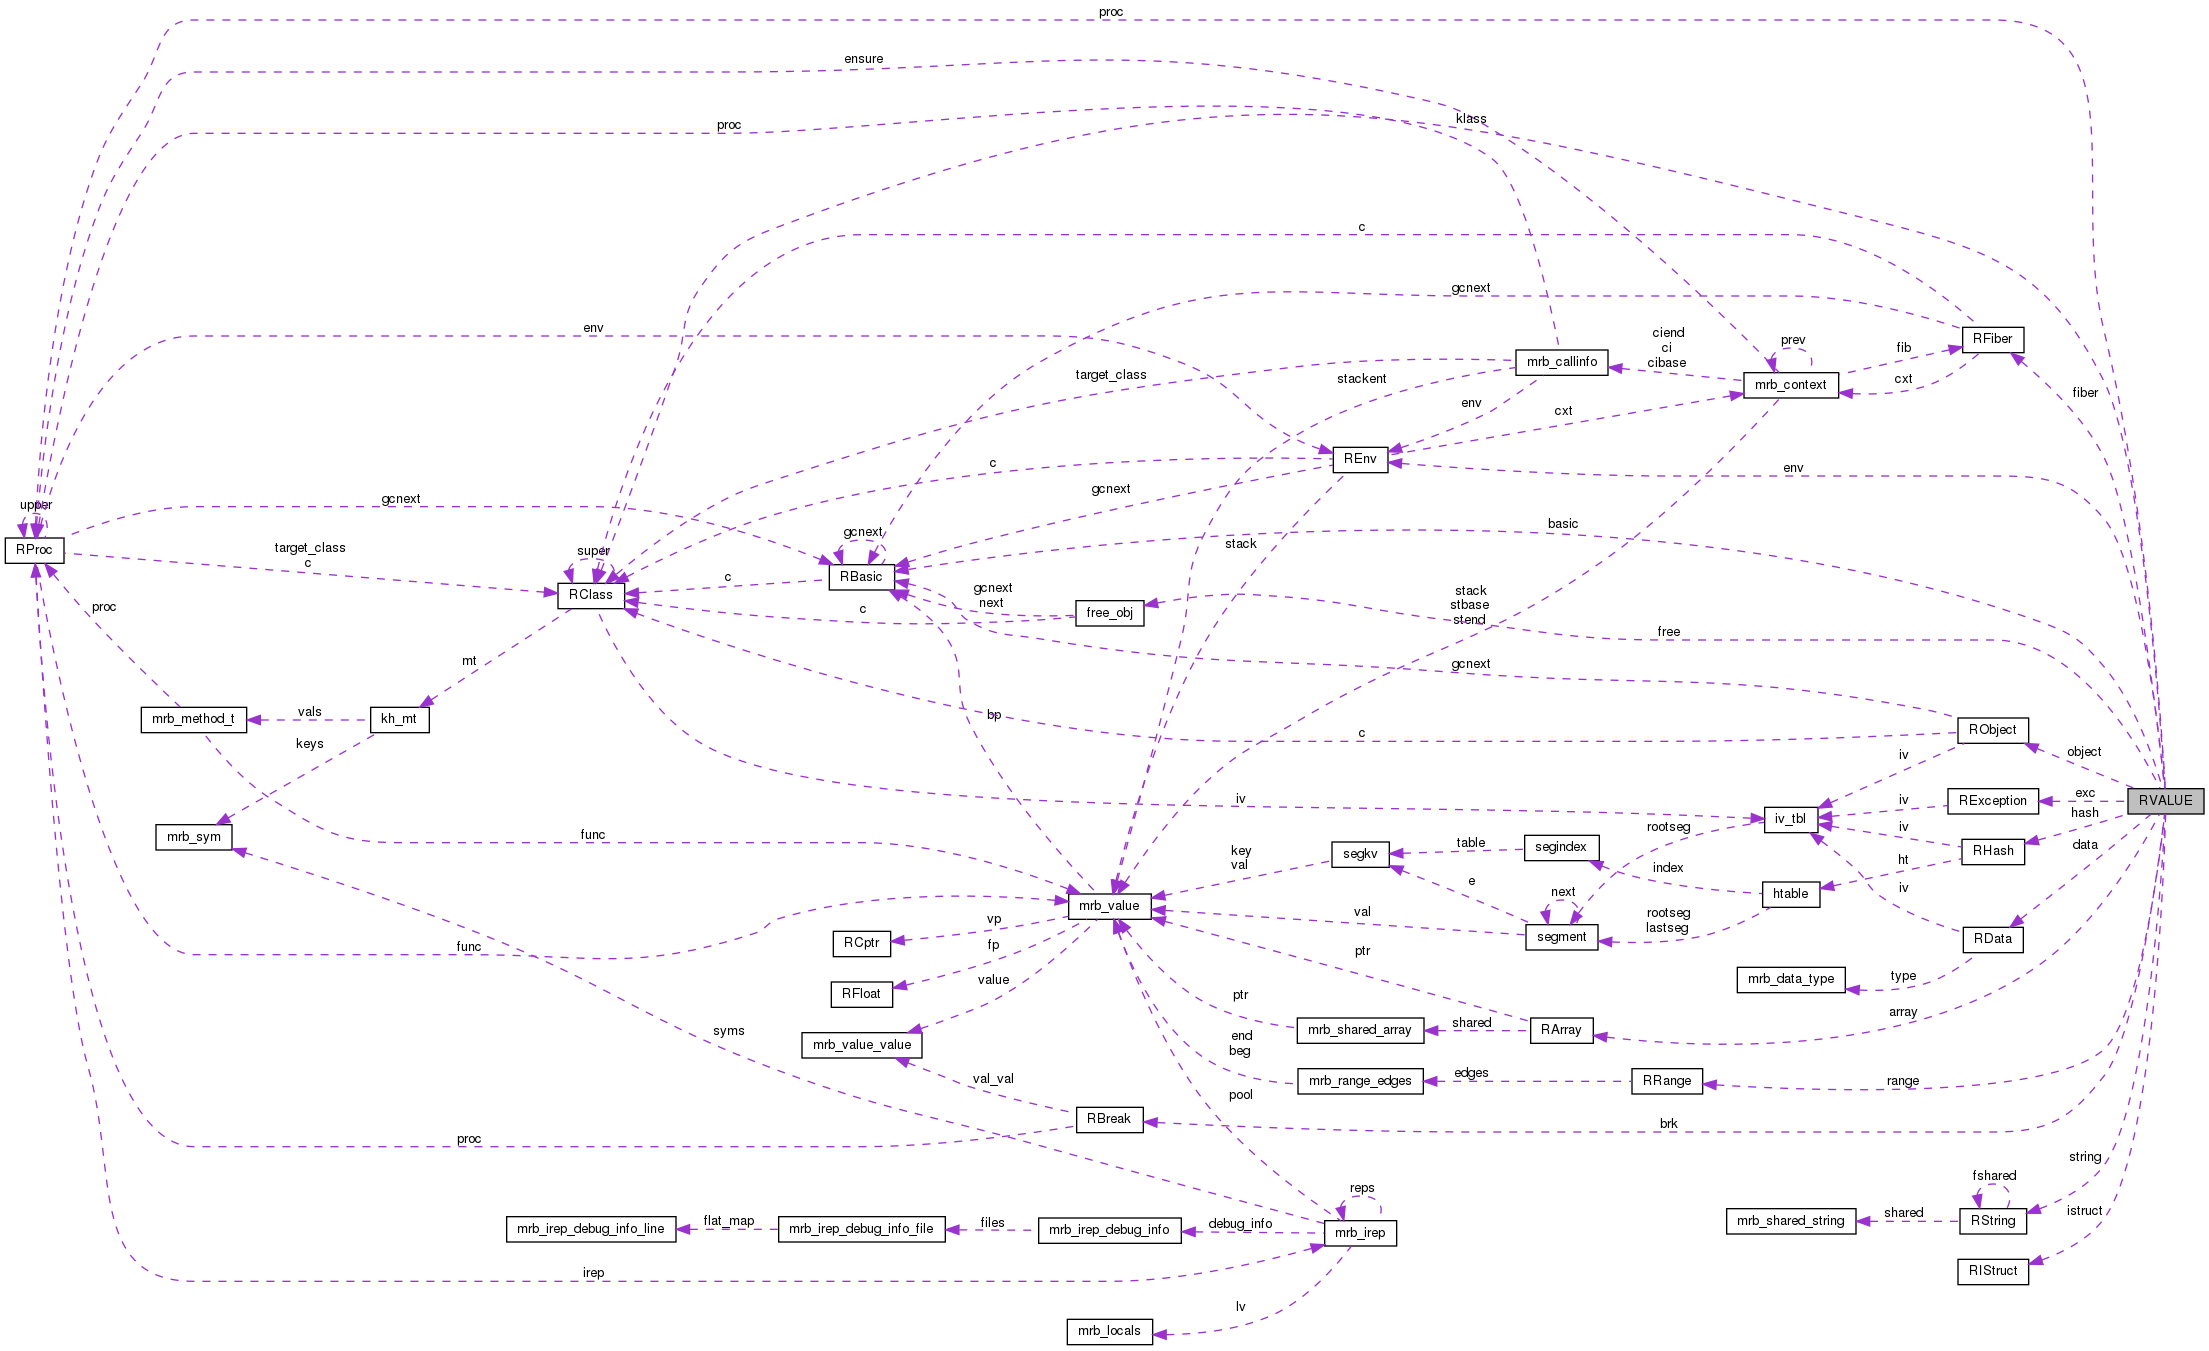 proc
ensure
proc
klass
c
gcnext
env
ciend
ci
cibase
prev
fib
RFiber
mrb_callinfo
target_class
stackent
mrb_context
cxt
fiber
env
cxt
REnv
c
env
gcnext
gcnext
upper
basic
gcnext
stack
RProc
target_class
c
super
RBasic
c
RClass
gcnext
next
free_obj
c
stack
stbase
stend
free
proc
mt
gcnext
mrb_method_t
vals
kh_mt
bp
c
RObject
keys
iv
object
iv
RException
iv
exc
RVALUE
mrb_sym
func
iv_tbl
rootseg
iv
hash
key
val
segkv
table
segindex
RHash
ht
data
index
e
next
htable
iv
mrb_value
vp
val
rootseg
lastseg
RCptr
fp
func
segment
RData
ptr
type
mrb_data_type
RFloat
value
ptr
array
syms
mrb_value_value
mrb_shared_array
shared
RArray
end
beg
val_val
mrb_range_edges
edges
RRange
range
pool
RBreak
brk
proc
string
reps
fshared
mrb_irep_debug_info_line
flat_map
mrb_irep_debug_info_file
files
mrb_irep_debug_info
debug_info
mrb_irep
mrb_shared_string
shared
RString
istruct
irep
RIStruct
lv
mrb_locals